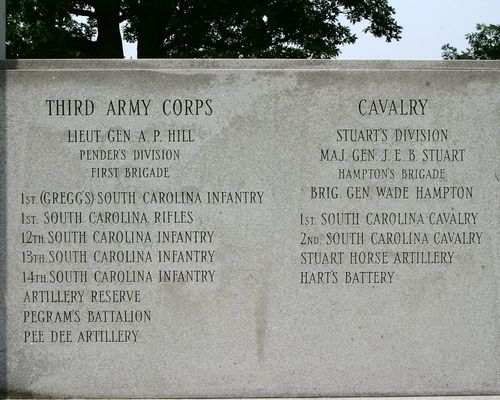 THIRD ARMY CORPS
LIEUT. GEN. A. P. HILL
PENDER'S DIVISION
FIRST BRIGADE
1ST. (GREGG'S) SOUTH CAROLINA INFANTRY
1ST. SOUTH CAROLINA RIFLES
12TH. SOUTH CAROLINA INFANTRY
13TH. SOUTH CAROLINA INFANTRY
14TH. SOUTH CAROLINA INFANTRY
ARTILLERY RESERVE
PEGRAM'S BATTALION
PEE DEE ARTILLERY
CAVALRY
STUART'S DIVISION
MAJ. GEN. J. E. B. STUART
HAMPTON'S BRIGADE
BRIG. GEN. WADE HAMPTON
1ST. SOUTH CAROLINA CAVALRY
2ND. SOUTH CAROLINA CAVALRY
STUART HORSE ARTILLERY
HART'S BATTERY